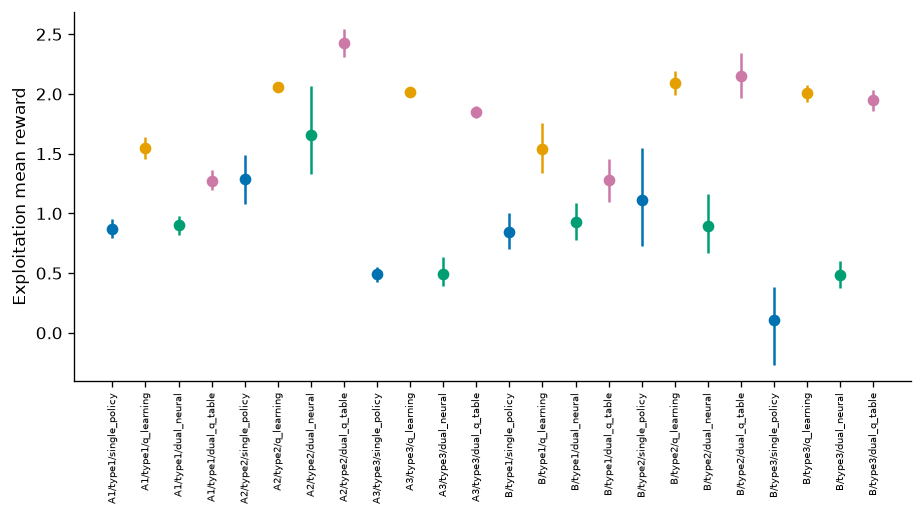 Exploitation mean reward
2.5
2.0
1.5
1.0
0.5
0.0
A1/type1/single_policy
A1/type1/q_learning
A1/type1/dual_neural
A1/type1/dual_q_table
A2/type2/single_policy
A2/type2/q_learning
A2/type2/dual_neural
A2/type2/dual_q_table
A3/type3/single_policy
A3/type3/q_learning
A3/type3/dual_neural
A3/type3/dual_q_table
B/type1/single_policy
B/type1/q_learning
B/type1/dual_neural
B/type1/dual_q_table
B/type2/single_policy
B/type2/q_learning
B/type2/dual_neural
B/type2/dual_q_table
B/type3/single_policy
B/type3/q_learning
B/type3/dual_neural
B/type3/dual_q_table